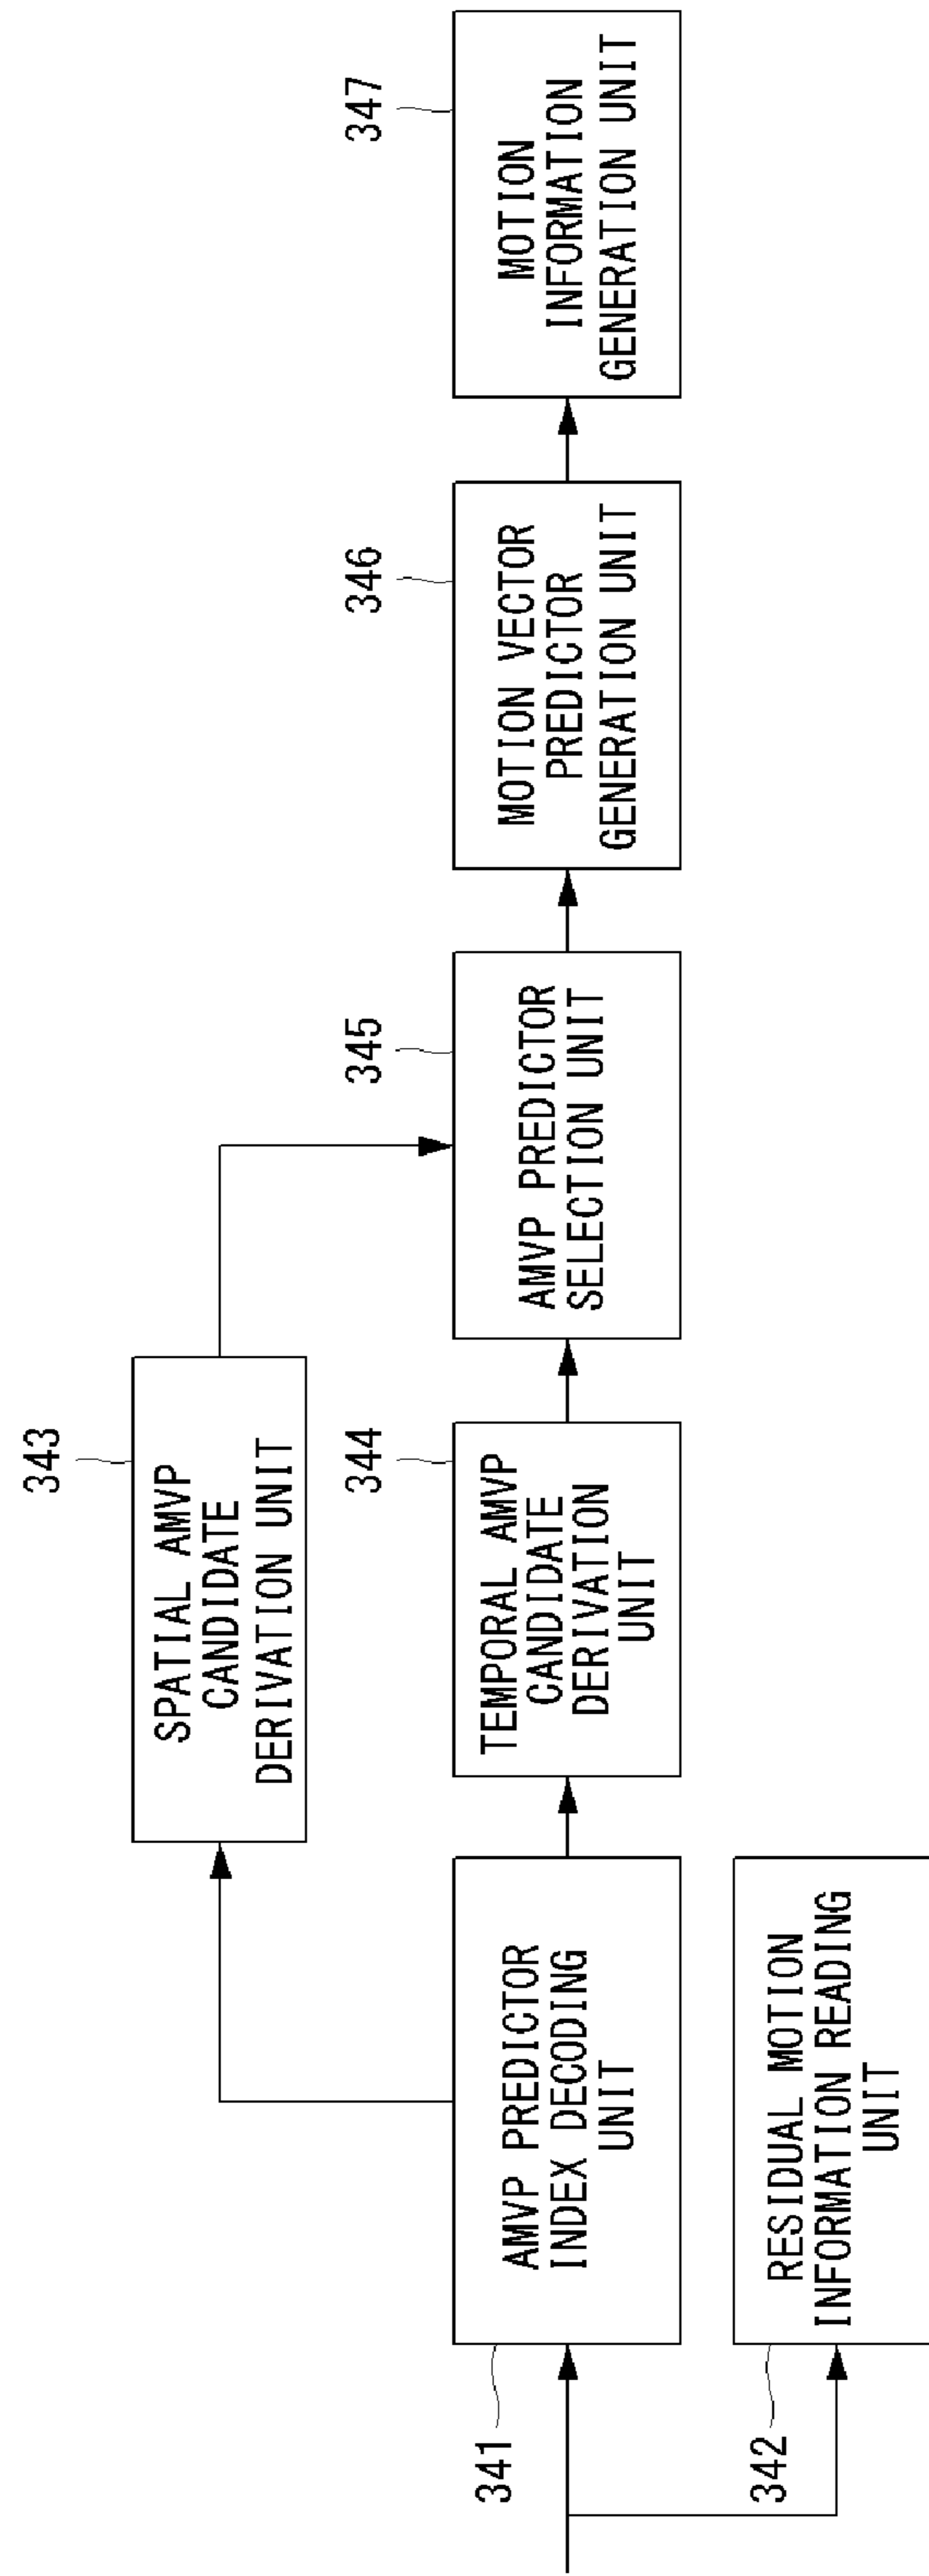 343
SPATIAL AMVP
CANDIDATE
DERIVATION UNIT
341
AMVP PREDICTOR
INDEX DECODING
UNIT
344
TEMPORAL AMVP
CANDIDATE
DERIVATION
UNIT
345
AMVP PREDICTOR
SELECTION UNIT
346
MOTION VECTOR
PREDICTOR
GENERATION UNIT
347
MOTION
INFORMATION
GENERATION UNIT
342
RESIDUAL MOTION
INFORMATION READING
UNIT